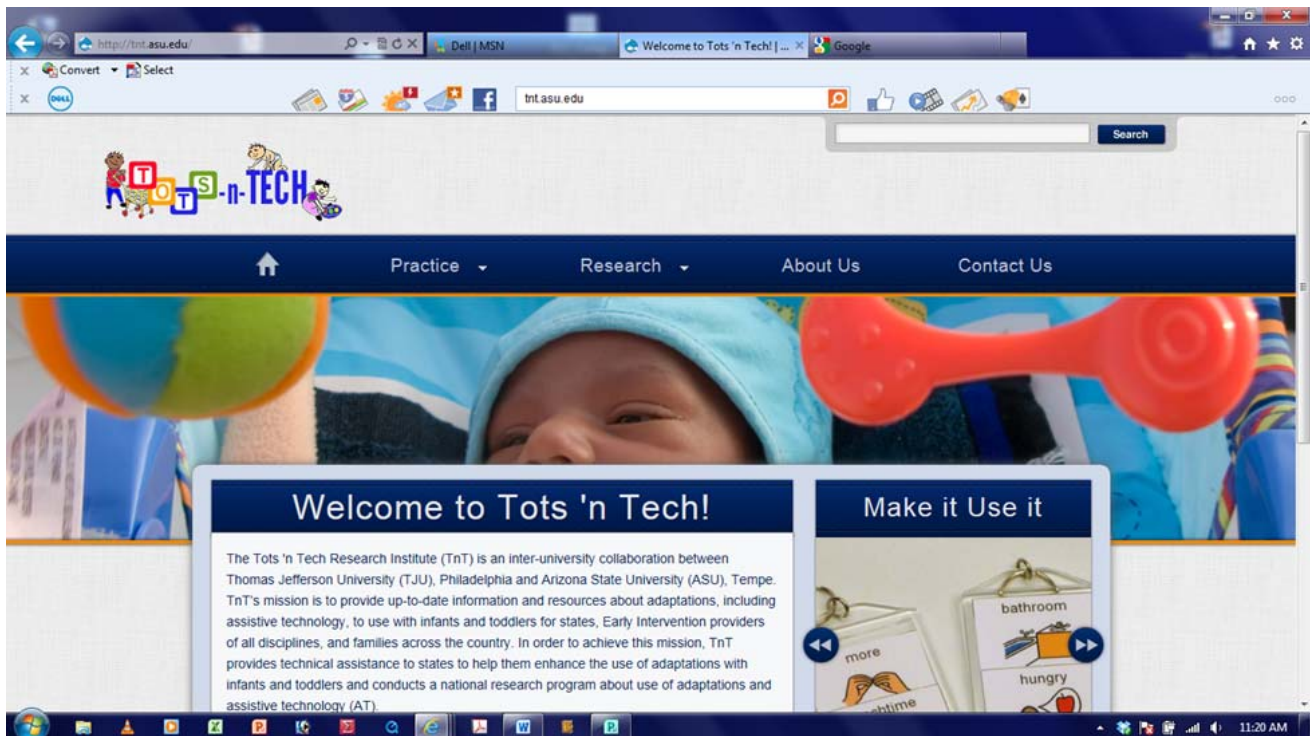 http://tnt.asu.edu/
Dell | MSN
Welcome to Tots 'n Tech! | ...
Google
x Convert Select
x DELL
tnt.asu.edu
Search
TOTS-n-TECH
Practice
Research
About Us
Contact Us
Welcome to Tots 'n Tech!
The Tots 'n Tech Research Institute (TnT) is an inter-university collaboration between
Thomas Jefferson University (TJU), Philadelphia and Arizona State University (ASU), Tempe.
TnT's mission is to provide up-to-date information and resources about adaptations, including
assistive technology, to use with infants and toddlers for states, Early Intervention providers
of all disciplines, and families across the country. In order to achieve this mission, TnT
provides technical assistance to states to help them enhance the use of adaptations with
infants and toddlers and conducts a national research program about use of adaptations and
assistive technology (AT).
Make it Use it
bathroom
more
hungry
11:20 AM